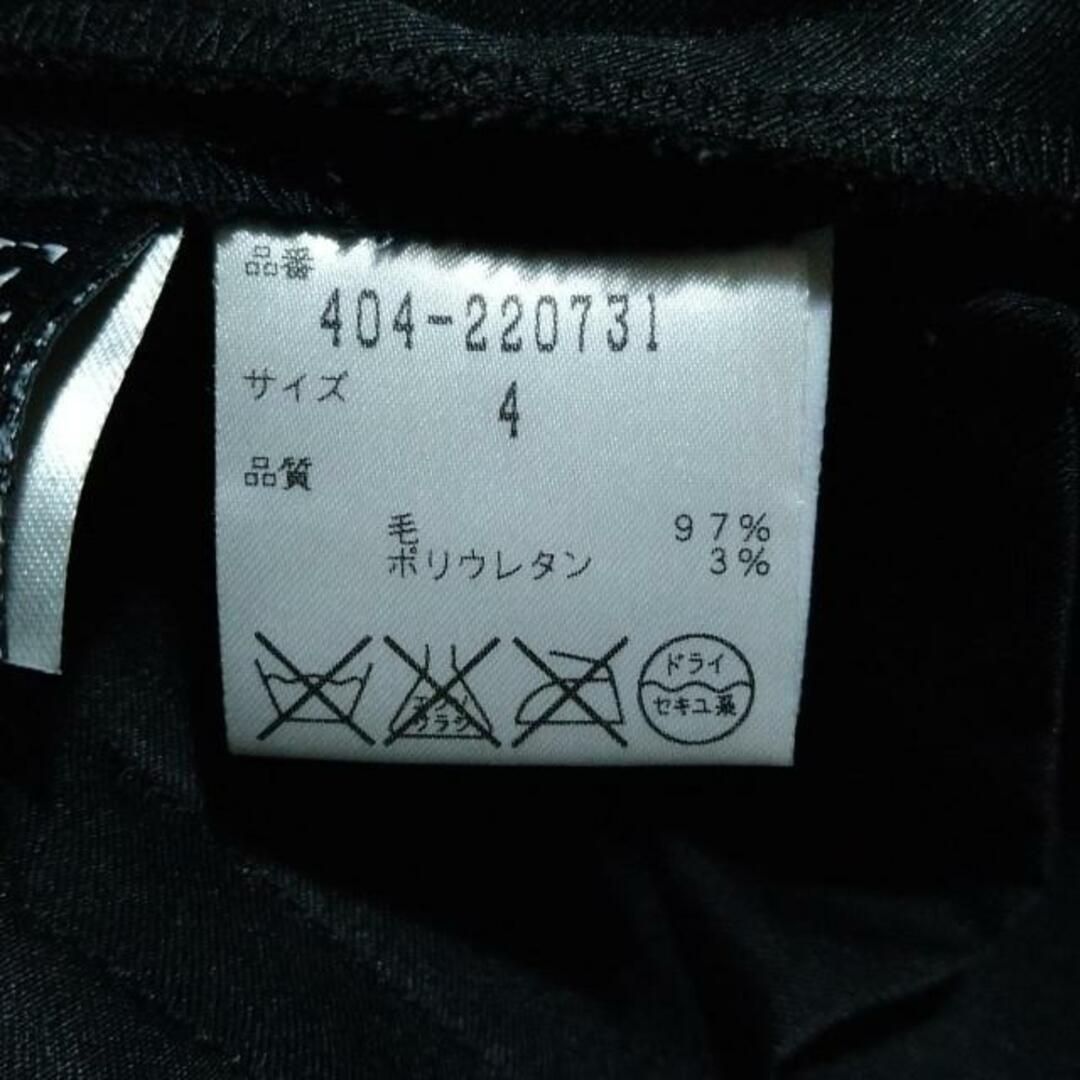 品番
404-220731
サイズ 4
品質
毛 97%
ポリウレタン 3%
エンソ
サラシ
ドライ
セキユ系